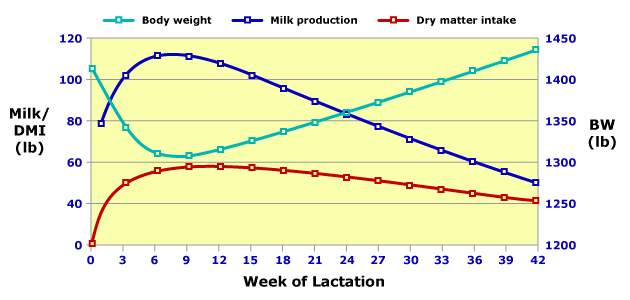 Body weight Milk production Dry matter intake
120 1450
100 1400
Milk/
DMI
(lb)
80 1350
BW
(lb)
60 1300
40 1250
0 1200
0 3 6 9 12 15 18 21 24 27 30 33 36 39 42
Week of Lactation